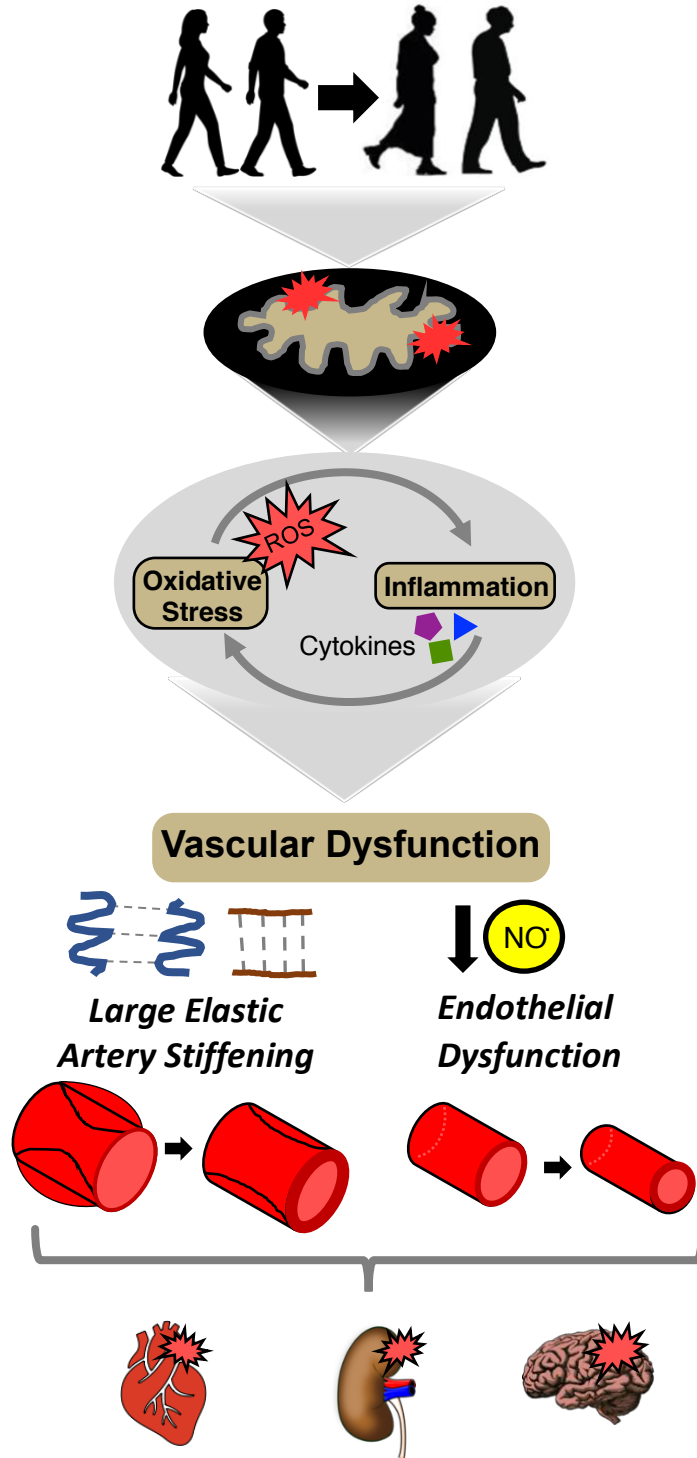 ROS
Oxidative
Stress
Inflammation
Cytokines
Vascular Dysfunction
NO·
Large Elastic
Artery Stiffening
Endothelial
Dysfunction